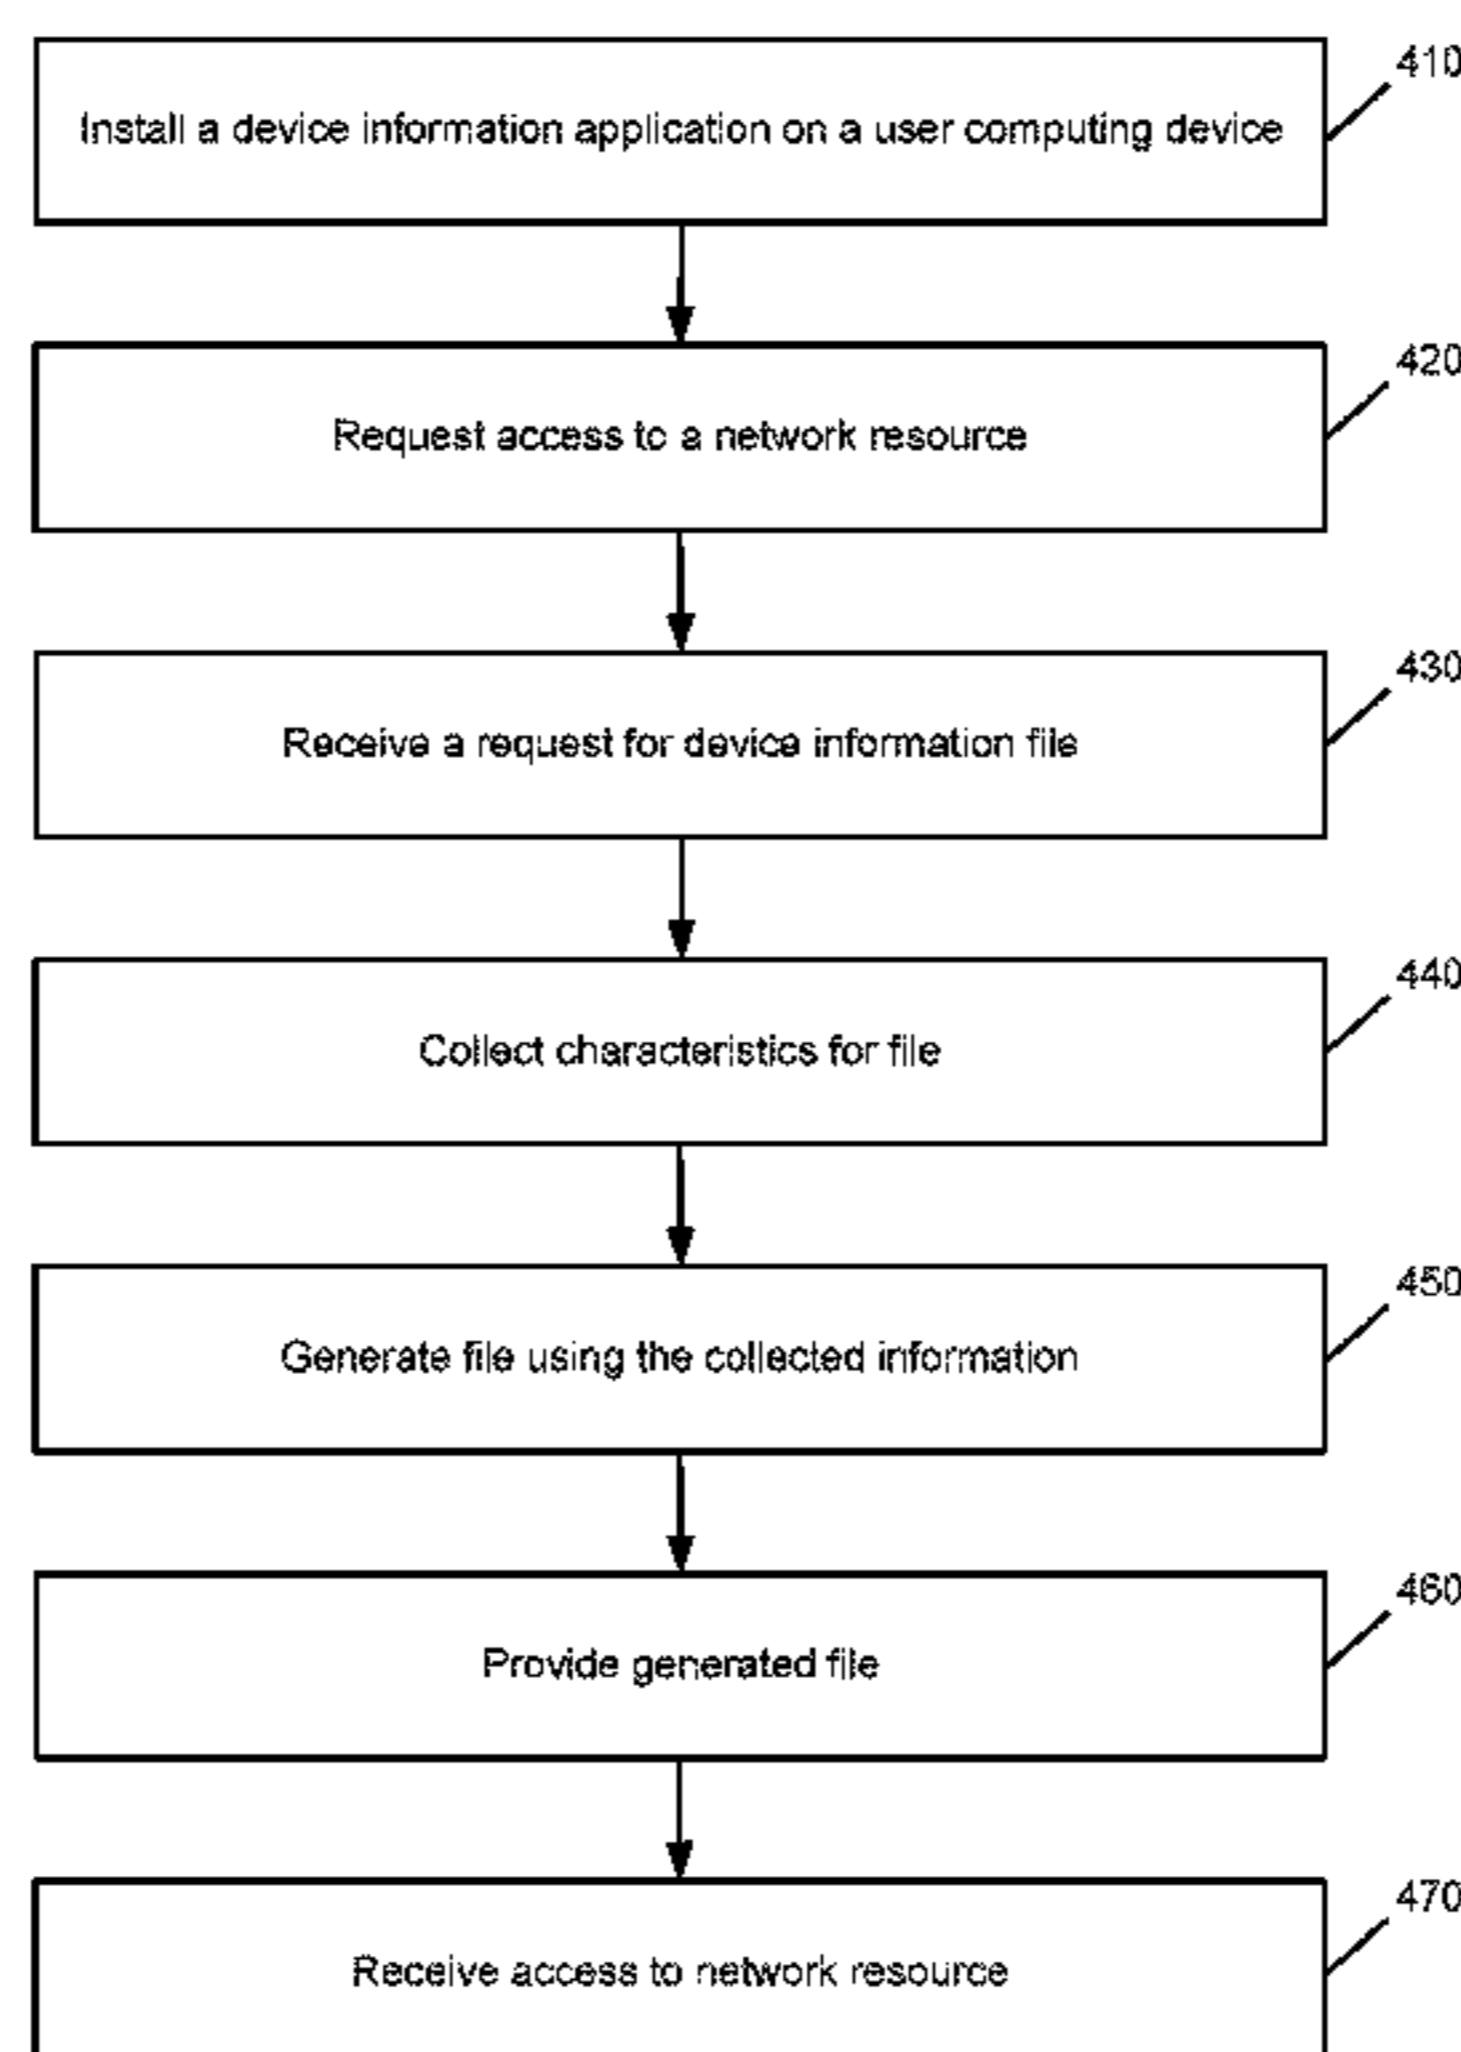 410
Install a device information application on a user computing device
420
Request access to a network resource
430
Receive a request for device information file
440
Collect characteristics for file
450
Generate file using the collected information
460
Provide generated file
470
Receive access to network resource